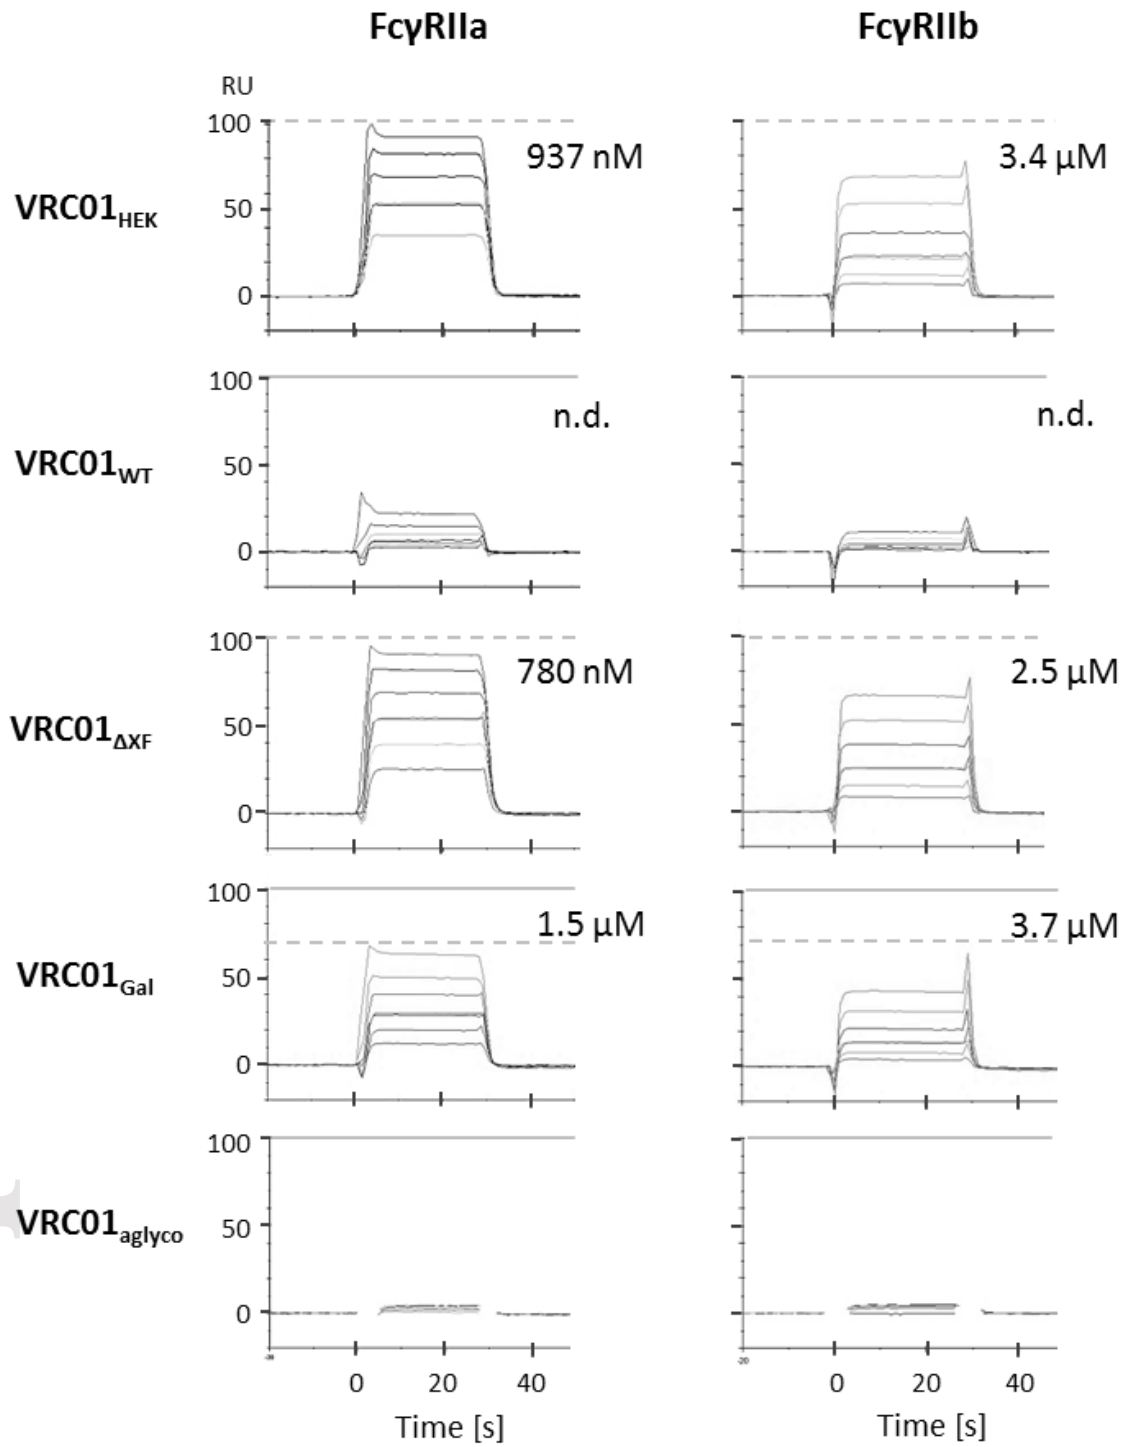 FcγRIIa FcγRIIb
RU
100
937 nM 3.4 µM
VRC01HEK
50
0
100
n.d. n.d.
VRC01WT
50
0
100
780 nM 2.5 µM
VRC01ΔXF
50
0
100
1.5 µM 3.7 µM
VRC01Gal
50
0
100
VRC01aglyco
50
0
-20
0 20 40 0 20 40
Time [s] Time [s]